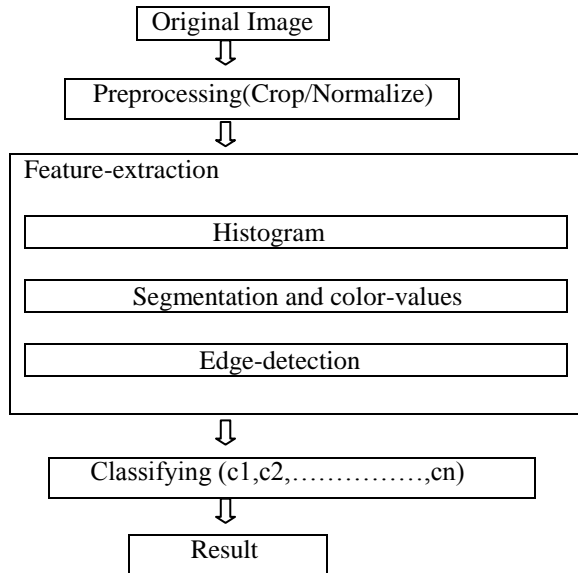 Original Image
Preprocessing(Crop/Normalize)
Feature-extraction
Histogram
Segmentation and color-values
Edge-detection
Classifying (c1,c2,……………,cn)
Result